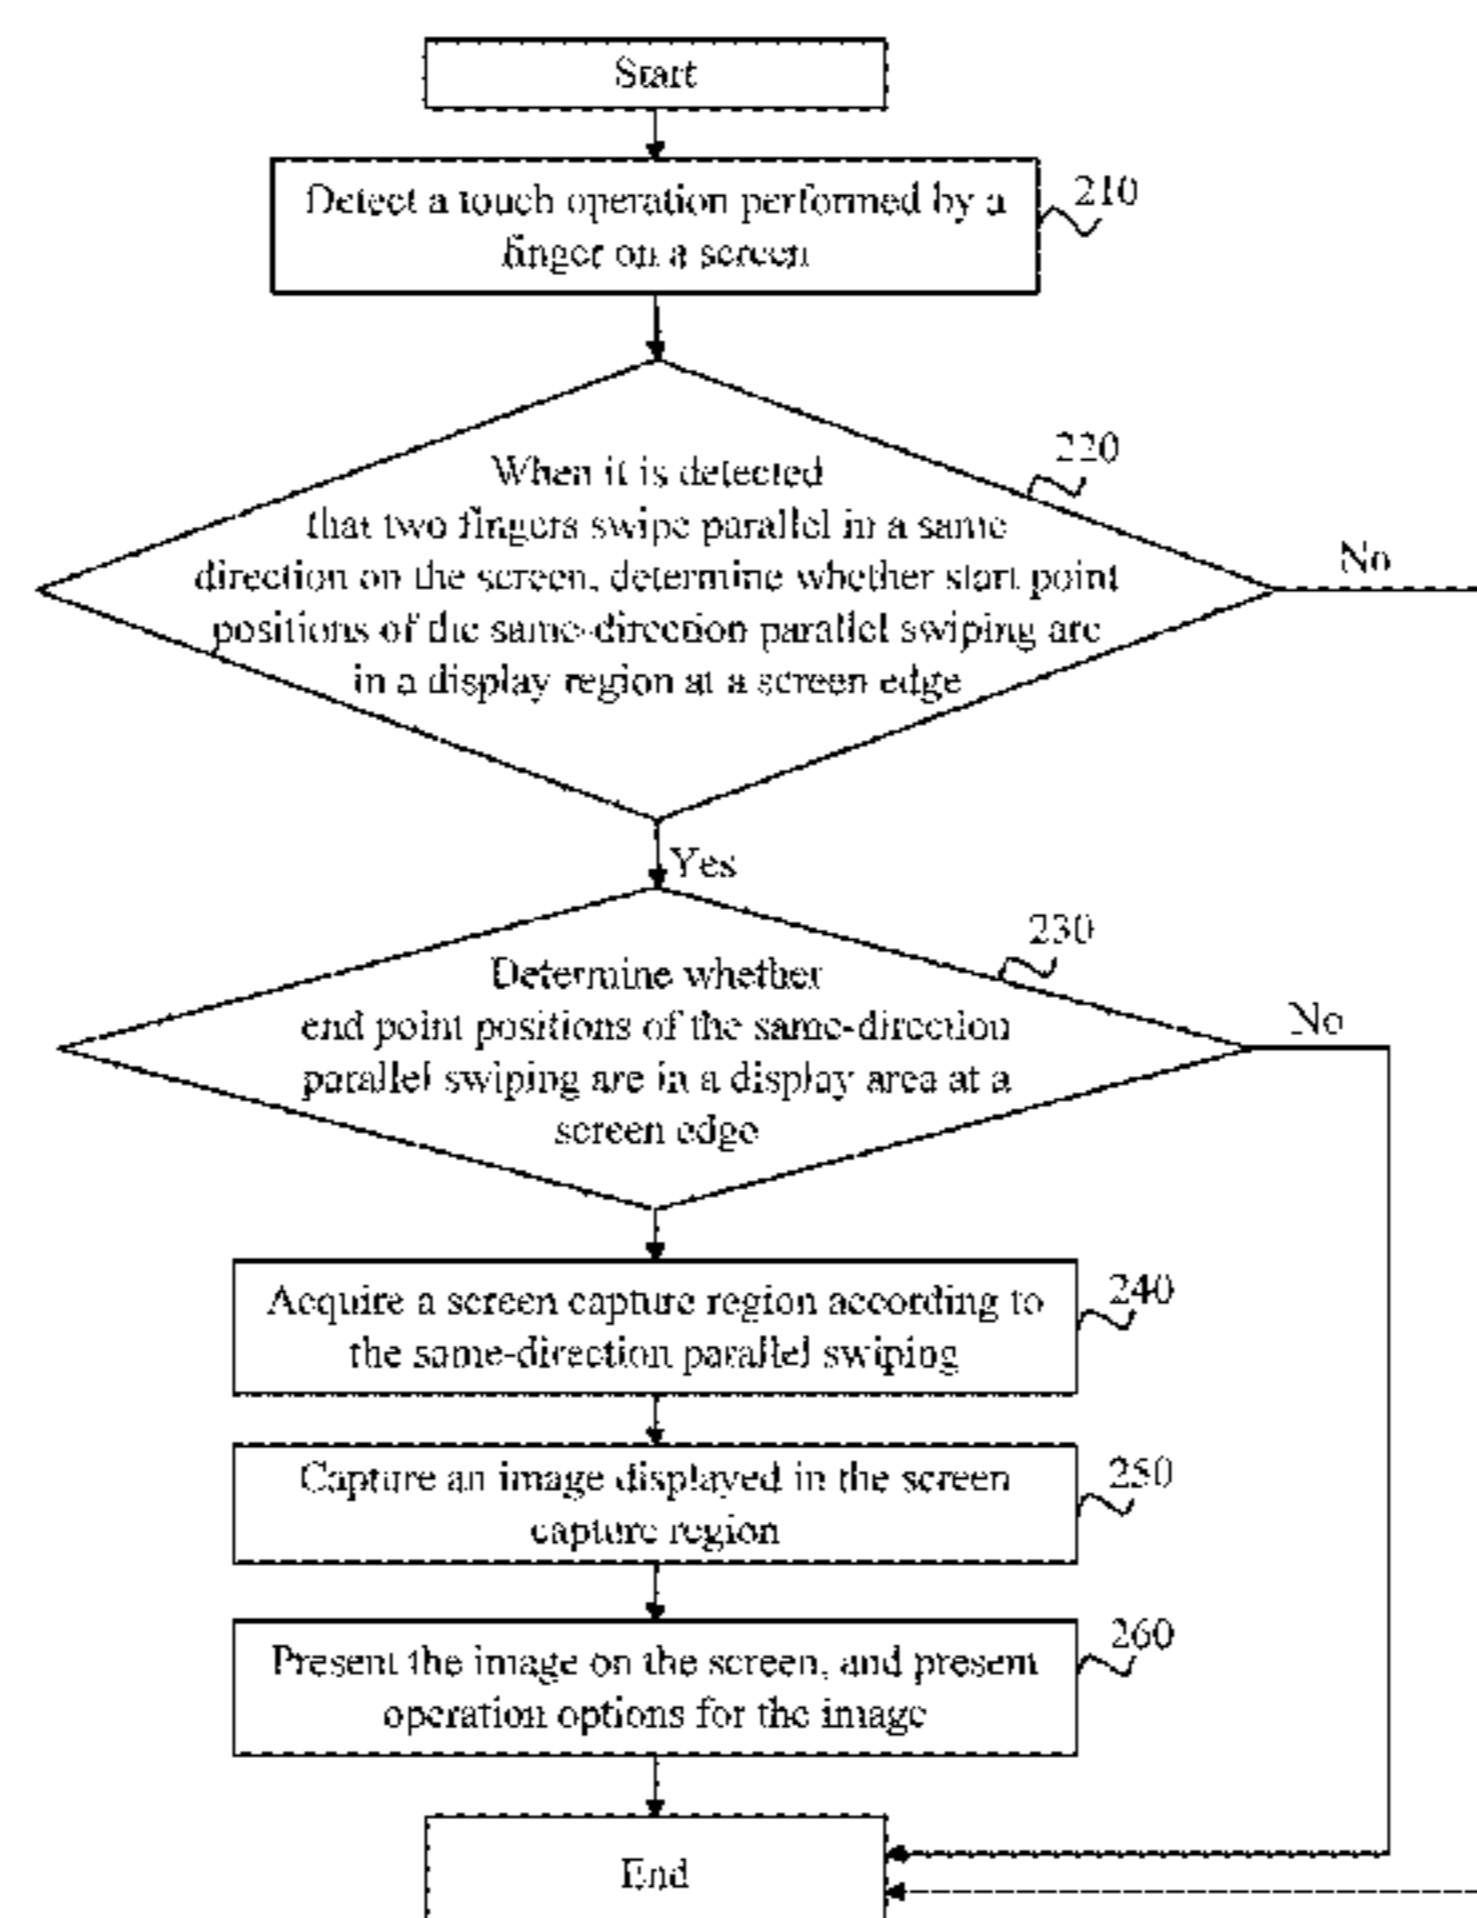 Start
Detect a touch operation performed by a
finger on a screen
210
220
When it is detected
that two fingers swipe parallel in a same
direction on the screen, determine whether start point
positions of the same-direction parallel swiping are
in a display region at a screen edge
No
Yes
230
Determine whether
end point positions of the same-direction
parallel swiping are in a display area at a
screen edge
No
Acquire a screen capture region according to
the same-direction parallel swiping
240
Capture an image displayed in the screen
capture region
250
Present the image on the screen, and present
operation options for the image
260
End